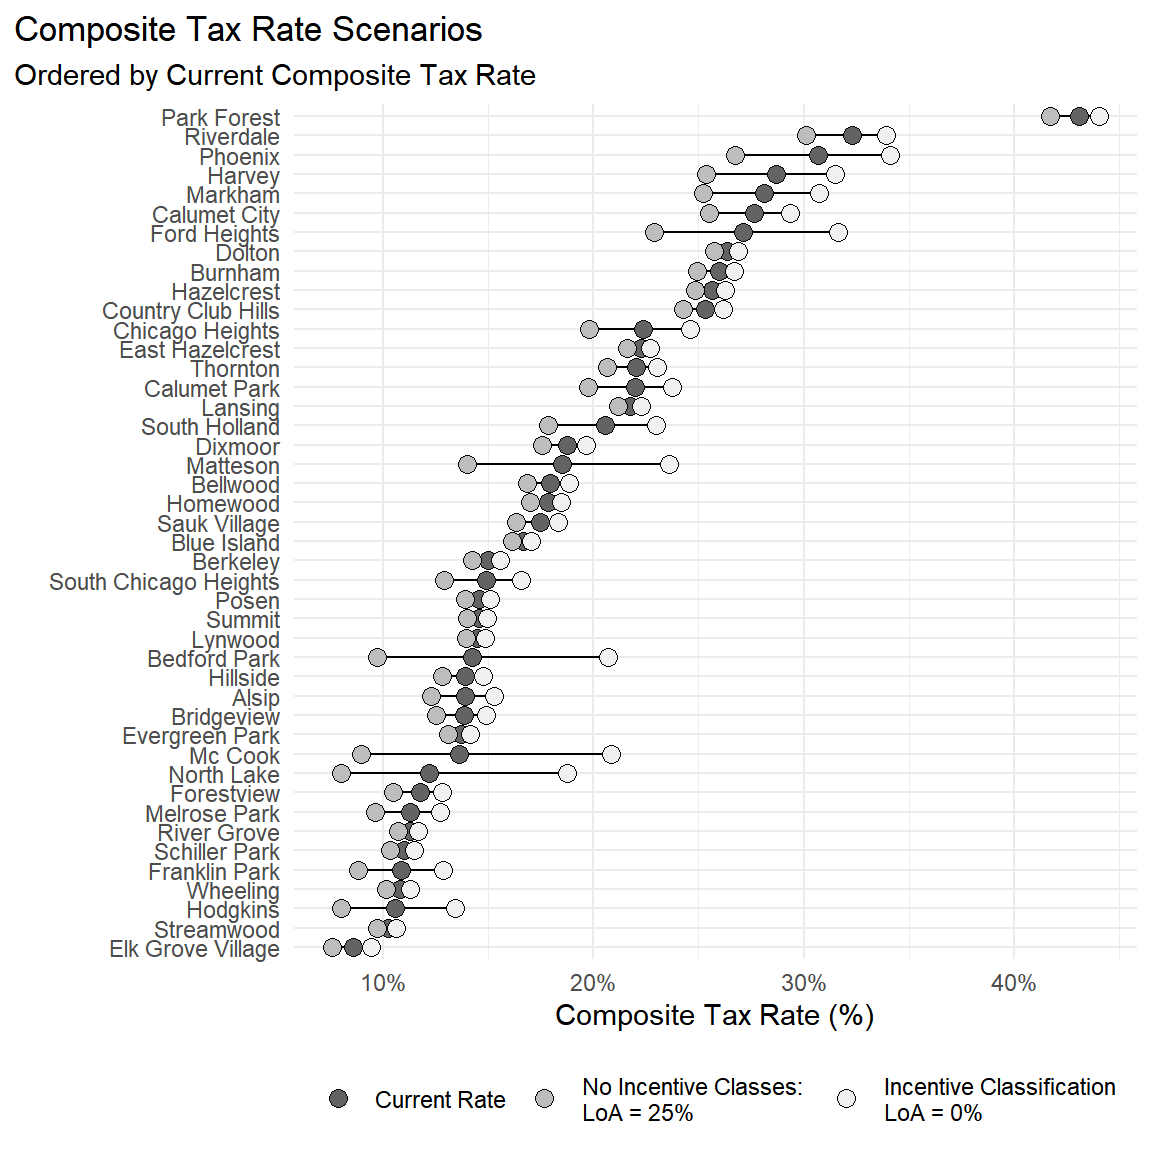 Composite Tax Rate Scenarios
Ordered by Current Composite Tax Rate
Park Forest
Riverdale
Phoenix
Harvey
Markham
Calumet City
Ford Heights
Dolton
Burnham
Hazelcrest
Country Club Hills
Chicago Heights
East Hazelcrest
Thornton
Calumet Park
Lansing
South Holland
Dixmoor
Matteson
Bellwood
Homewood
Sauk Village
Blue Island
Berkeley
South Chicago Heights
Posen
Summit
Lynwood
Bedford Park
Hillside
Alsip
Bridgeview
Evergreen Park
Mc Cook
North Lake
Forestview
Melrose Park
River Grove
Schiller Park
Franklin Park
Wheeling
Hodgkins
Streamwood
Elk Grove Village
10% 20% 30% 40%
Composite Tax Rate (%)
Current Rate
No Incentive Classes:
LoA = 25%
Incentive Classification
LoA = 0%